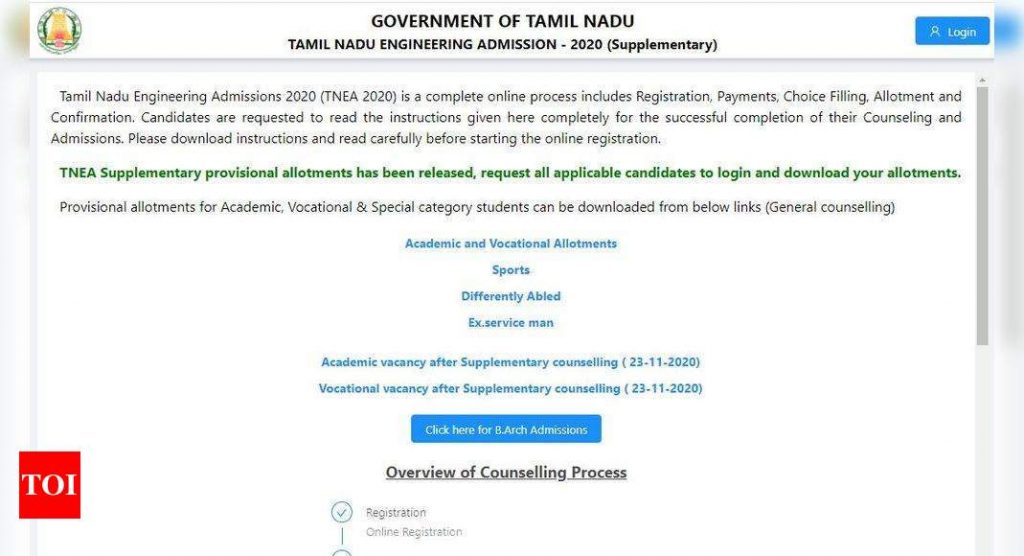 GOVERNMENT OF TAMIL NADU
TAMIL NADU ENGINEERING ADMISSION - 2020 (Supplementary)
Login
Tamil Nadu Engineering Admissions 2020 (TNEA 2020) is a complete online process includes Registration, Payments, Choice Filling, Allotment and
Confirmation. Candidates are requested to read the instructions given here completely for the successful completion of their Counseling and
Admissions. Please download instructions and read carefully before starting the online registration.
TNEA Supplementary provisional allotments has been released, request all applicable candidates to login and download your allotments.
Provisional allotments for Academic, Vocational & Special category students can be downloaded from below links (General counselling)
Academic and Vocational Allotments
Sports
Differently Abled
Ex.service man
Academic vacancy after Supplementary counselling ( 23-11-2020)
Vocational vacancy after Supplementary counselling ( 23-11-2020)
Click here for B.Arch Admissions
Overview of Counselling Process
TOI
Registration
Online Registration